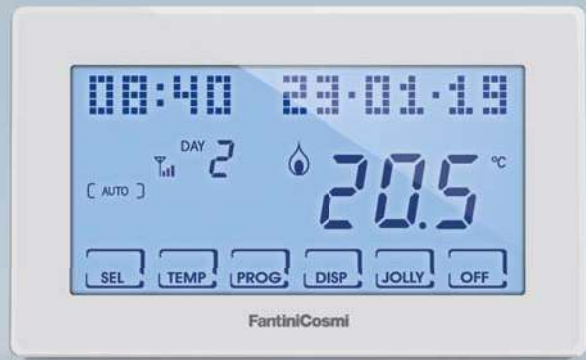 08:40 23·01·19
DAY 2
20.5 °C
[ AUTO ]
SEL TEMP PROG DISP JOLLY OFF
FantiniCosmi